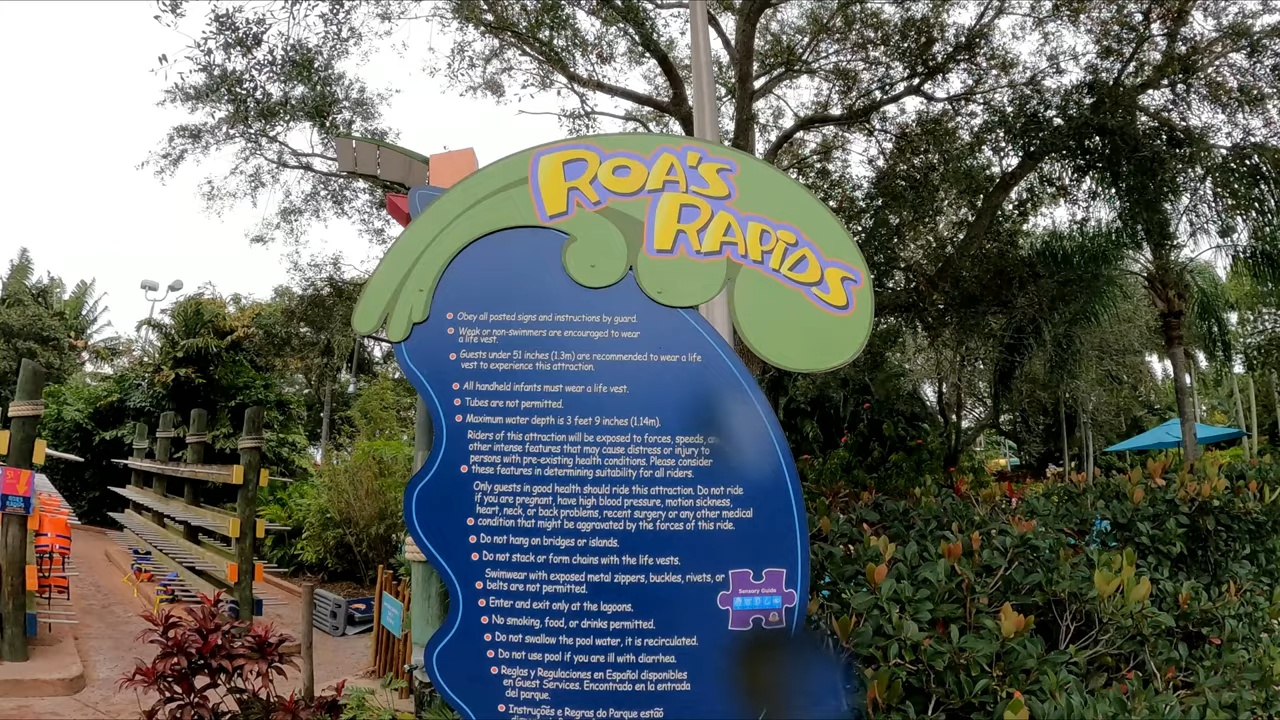 ROA'S
RAPIDS
Obey all posted signs and instructions by guard.
Weak or non-swimmers are encouraged to wear
a life vest.
Guests under 51 inches (1.3m) are recommended to wear a life
vest to experience this attraction.
All handheld infants must wear a life vest.
Tubes are not permitted.
Maximum water depth is 3 feet 9 inches (1.14m).
Riders of this attraction will be exposed to forces, speeds,
other intense features that may cause distress or injury to
persons with pre-existing health conditions. Please consider
these features in determining suitability for all riders.
Only guests in good health should ride this attraction. Do not ride
if you are pregnant, have high blood pressure, motion sickness,
heart, neck, or back problems, recent surgery or any other medical
condition that might be aggravated by the forces of this ride.
Do not hang on bridges or islands.
Do not stack or form chains with the life vests.
Swimwear with exposed metal zippers, buckles, rivets, or
belts are not permitted.
Sensory Guide
Enter and exit only at the lagoons.
No smoking, food, or drinks permitted.
Do not swallow the pool water, it is recirculated.
Do not use pool if you are ill with diarrhea.
Reglas y Regulaciones en Español disponibles
en Guest Services. Encontrado en la entrada
del parque.
Instruções e Regras do Parque estão